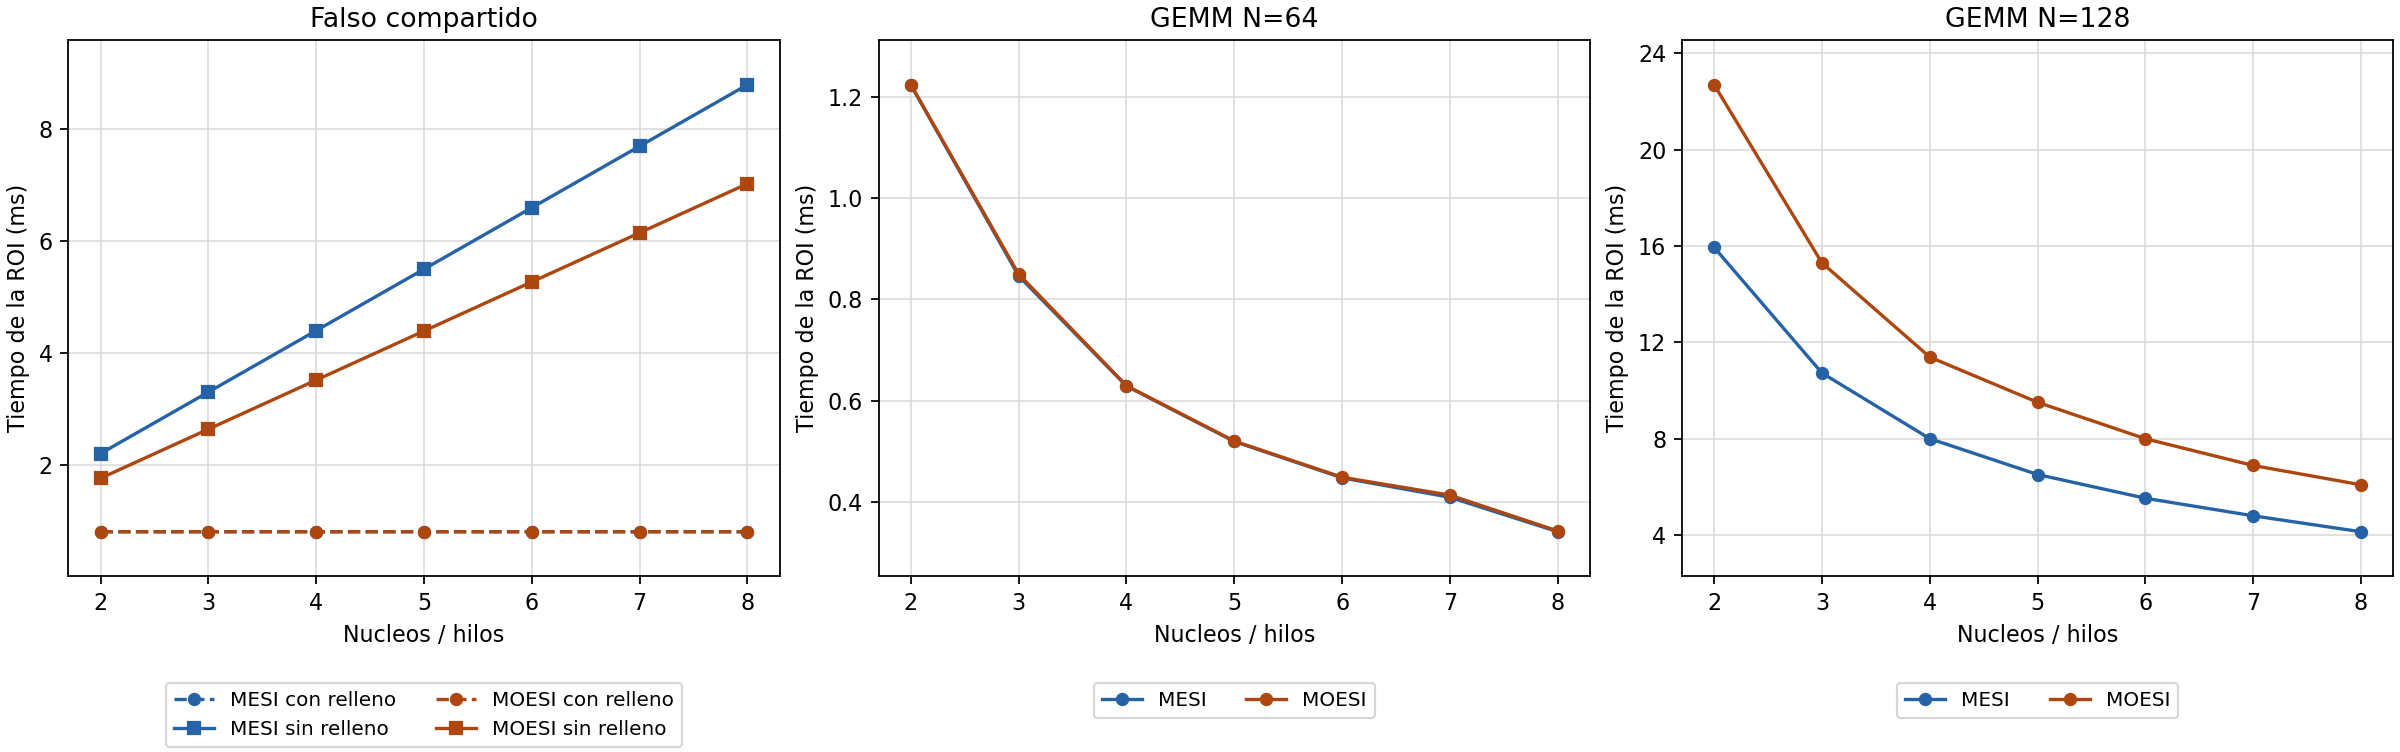 Falso compartido
Tiempo de la ROI (ms)
8
6
4
2
2 3 4 5 6 7 8
Nucleos / hilos
MESI con relleno MOESI con relleno
MESI sin relleno MOESI sin relleno
GEMM N=64
Tiempo de la ROI (ms)
1.2
1.0
0.8
0.6
0.4
2 3 4 5 6 7 8
Nucleos / hilos
MESI MOESI
GEMM N=128
Tiempo de la ROI (ms)
24
20
16
12
8
4
2 3 4 5 6 7 8
Nucleos / hilos
MESI MOESI